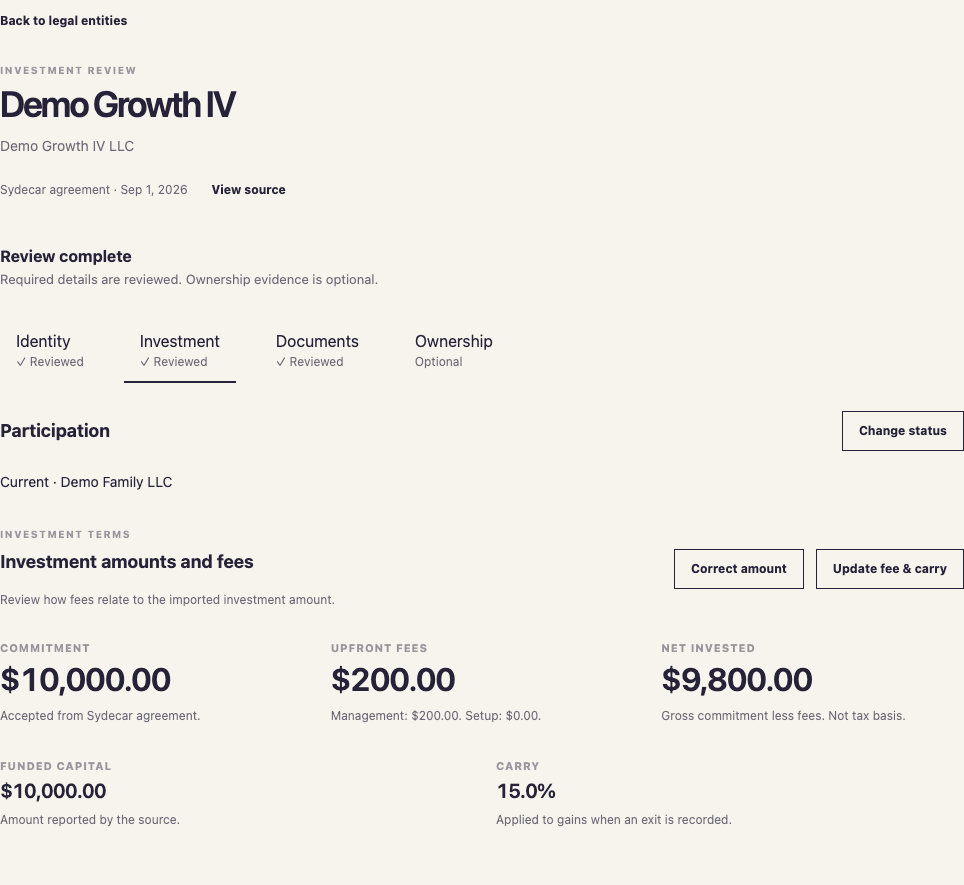 Back to legal entities
INVESTMENT REVIEW
Demo Growth IV
Demo Growth IV LLC
Sydecar agreement · Sep 1, 2026 View source
Review complete
Required details are reviewed. Ownership evidence is optional.
Identity Investment Documents Ownership
✓ Reviewed ✓ Reviewed ✓ Reviewed Optional
Participation Change status
Current · Demo Family LLC
INVESTMENT TERMS
Investment amounts and fees Correct amount Update fee & carry
Review how fees relate to the imported investment amount.
COMMITMENT UPFRONT FEES NET INVESTED
$10,000.00 $200.00 $9,800.00
Accepted from Sydecar agreement. Management: $200.00. Setup: $0.00. Gross commitment less fees. Not tax basis.
FUNDED CAPITAL CARRY
$10,000.00 15.0%
Amount reported by the source. Applied to gains when an exit is recorded.